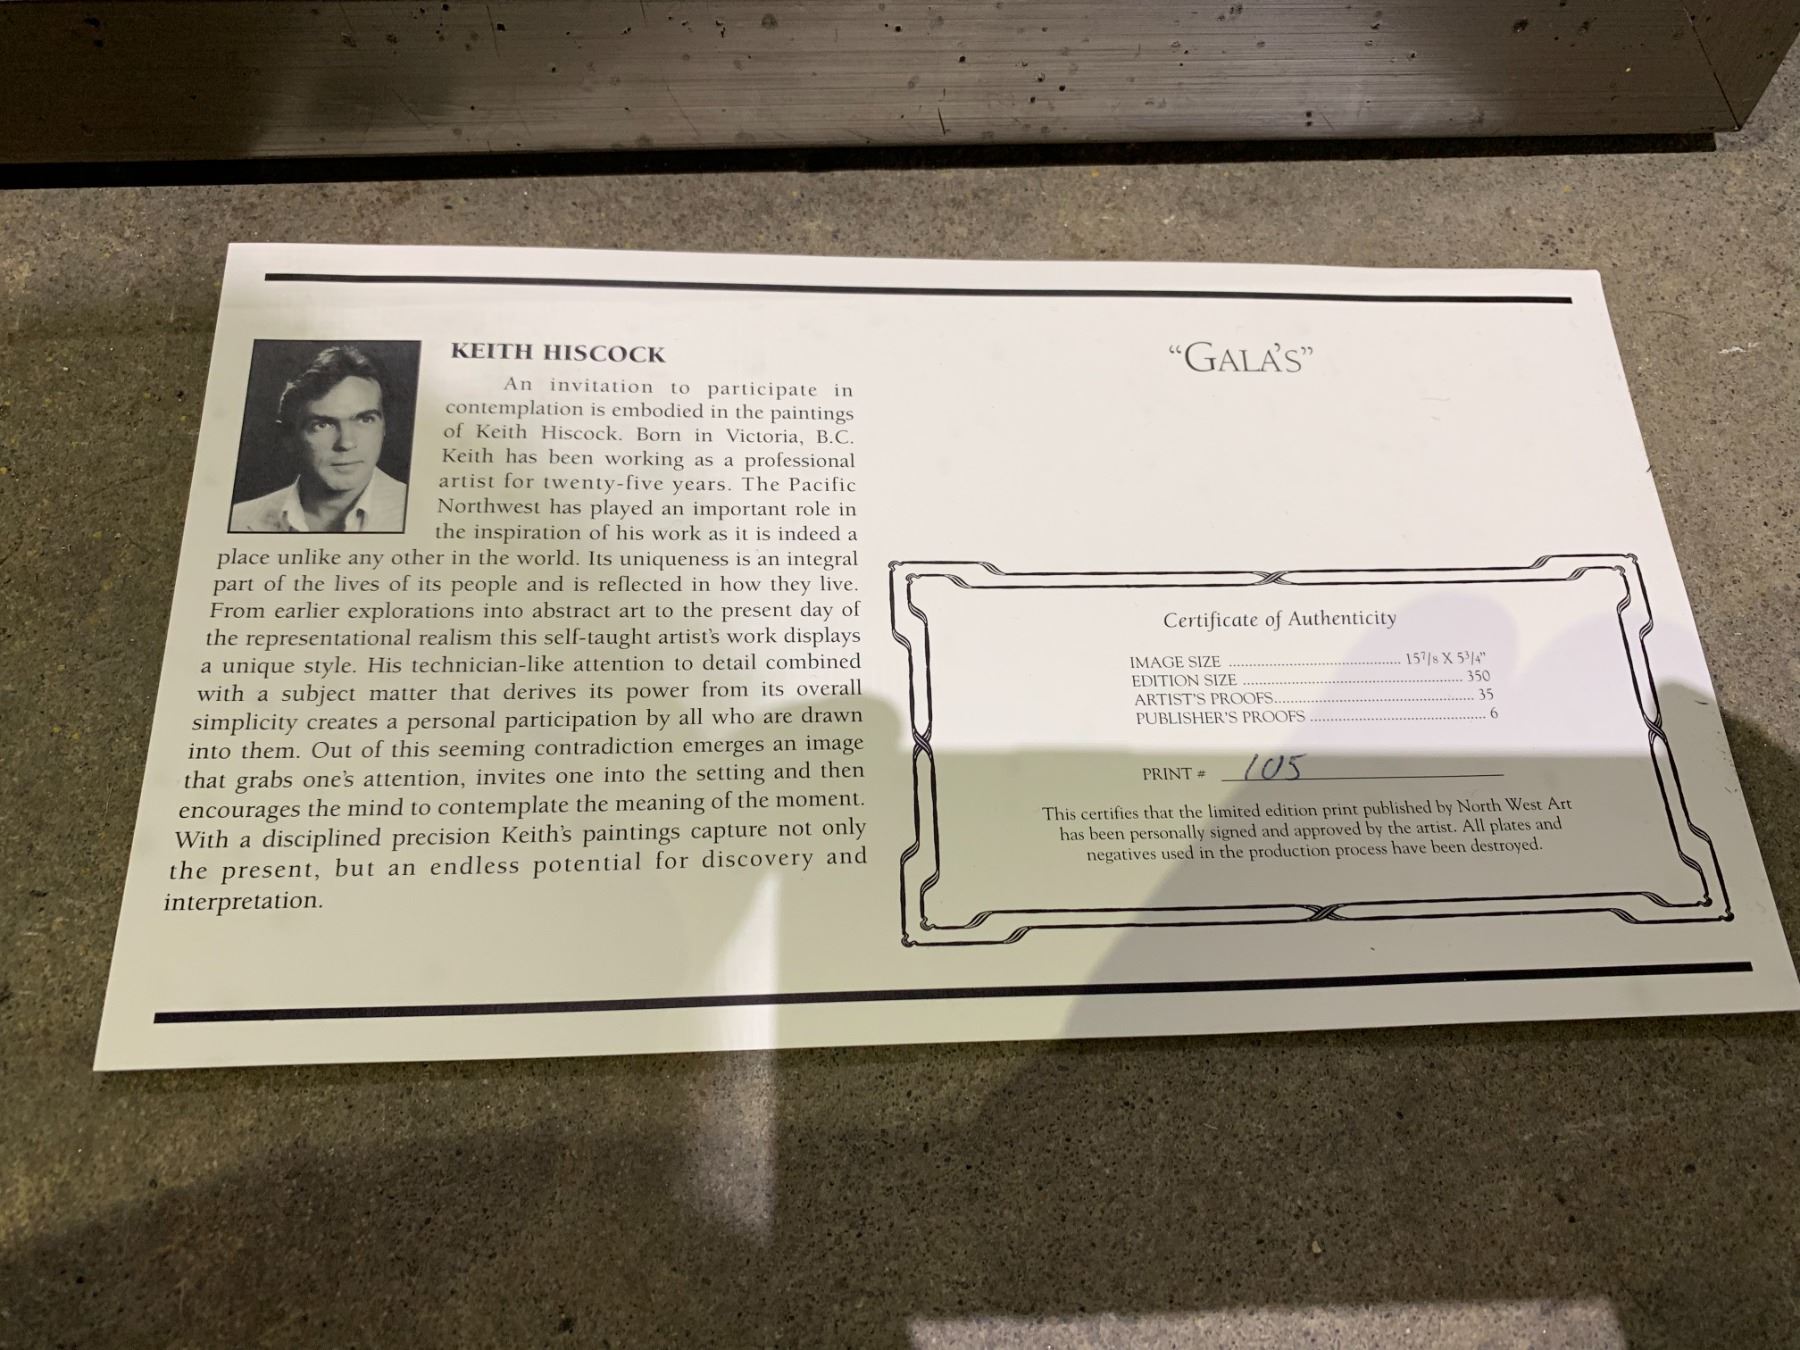 KEITH HISCOCK
An invitation to participate in
contemplation is embodied in the paintings
of Keith Hiscock. Born in Victoria, B.C.
Keith has been working as a professional
artist for twenty-five years. The Pacific
Northwest has played an important role in
the inspiration of his work as it is indeed a
place unlike any other in the world. Its uniqueness is an integral
part of the lives of its people and is reflected in how they live.
From earlier explorations into abstract art to the present day of
the representational realism this self-taught artist's work displays
a unique style. His technician-like attention to detail combined
with a subject matter that derives its power from its overall
simplicity creates a personal participation by all who are drawn
into them. Out of this seeming contradiction emerges an image
that grabs one's attention, invites one into the setting and then
encourages the mind to contemplate the meaning of the moment.
With a disciplined precision Keith's paintings capture not only
the present, but an endless potential for discovery and
interpretation.
“GALA'S”
Certificate of Authenticity
IMAGE SIZE ........................................... 15 7/8 X 5 3/4"
EDITION SIZE ....................................................... 350
ARTIST'S PROOFS.................................................. 35
PUBLISHER'S PROOFS ............................................ 6
PRINT # 105
This certifies that the limited edition print published by North West Art
has been personally signed and approved by the artist. All plates and
negatives used in the production process have been destroyed.